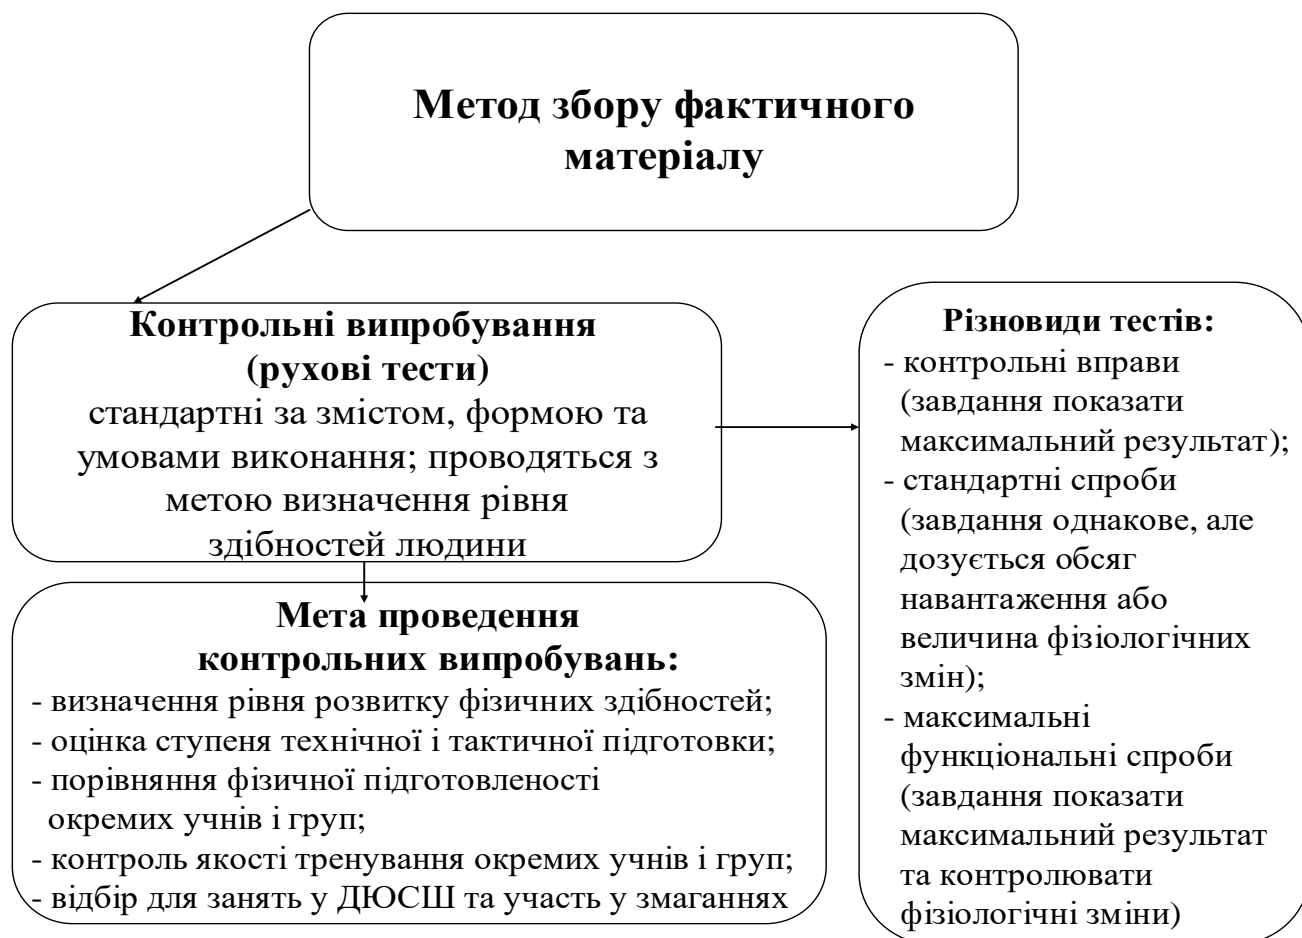 Метод збору фактичного
матеріалу
Контрольні випробування
(рухові тести)
стандартні за змістом, формою та
умовами виконання; проводяться з
метою визначення рівня
здібностей людини
Мета проведення
контрольних випробувань:
- визначення рівня розвитку фізичних здібностей;
- оцінка ступеня технічної і тактичної підготовки;
- порівняння фізичної підготовленості
окремих учнів і груп;
- контроль якості тренування окремих учнів і груп;
- відбір для занять у ДЮСШ та участь у змаганнях
Різновиди тестів:
- контрольні вправи
(завдання показати
максимальний результат);
- стандартні спроби
(завдання однакове, але
дозується обсяг
навантаження або
величина фізіологічних
змін);
- максимальні
функціональні спроби
(завдання показати
максимальний результат
та контролювати
фізіологічні зміни)